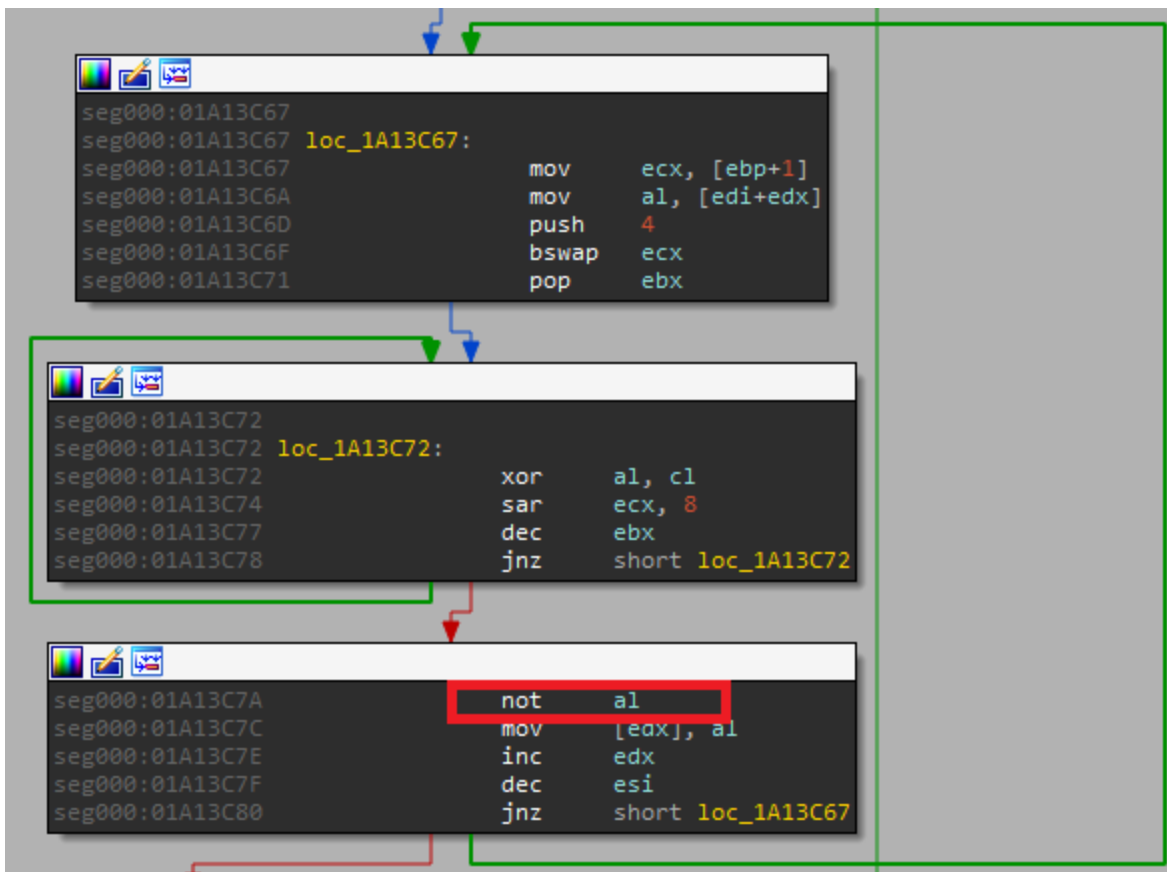 seg000:01A13C67
seg000:01A13C67 loc_1A13C67:
seg000:01A13C67 mov ecx, [ebp+1]
seg000:01A13C6A mov al, [edi+edx]
seg000:01A13C6D push 4
seg000:01A13C6F bswap ecx
seg000:01A13C71 pop ebx
seg000:01A13C72
seg000:01A13C72 loc_1A13C72:
seg000:01A13C72 xor al, cl
seg000:01A13C74 sar ecx, 8
seg000:01A13C77 dec ebx
seg000:01A13C78 jnz short loc_1A13C72
seg000:01A13C7A not al
seg000:01A13C7C mov [edx], al
seg000:01A13C7E inc edx
seg000:01A13C7F dec esi
seg000:01A13C80 jnz short loc_1A13C67